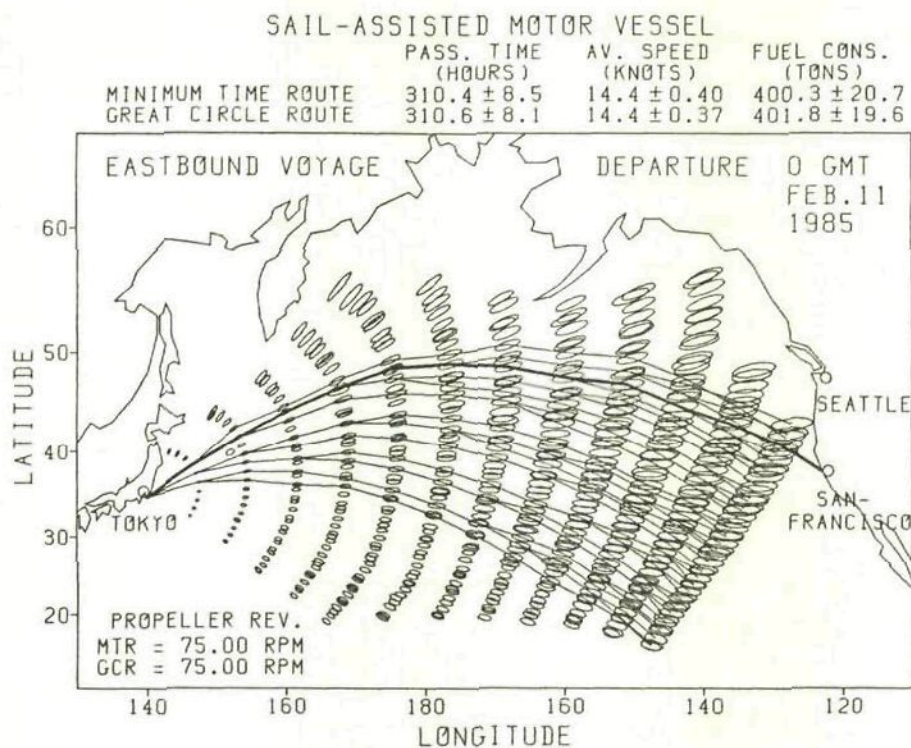 SAIL-ASSISTED MOTOR VESSEL
PASS. TIME AV. SPEED FUEL CONS.
(HOURS) (KNOTS) (TONS)
MINIMUM TIME ROUTE 310.4 ± 8.5 14.4 ± 0.40 400.3 ± 20.7
GREAT CIRCLE ROUTE 310.6 ± 8.1 14.4 ± 0.37 401.8 ± 19.6
EASTBOUND VOYAGE DEPARTURE 0 GMT
FEB.11
1985
60
50
40
30
20
LATITUDE
SEATTLE
SAN-
FRANCISCO
TOKYO
PROPELLER REV.
MTR = 75.00 RPM
GCR = 75.00 RPM
140 160 180 160 140 120
LONGITUDE